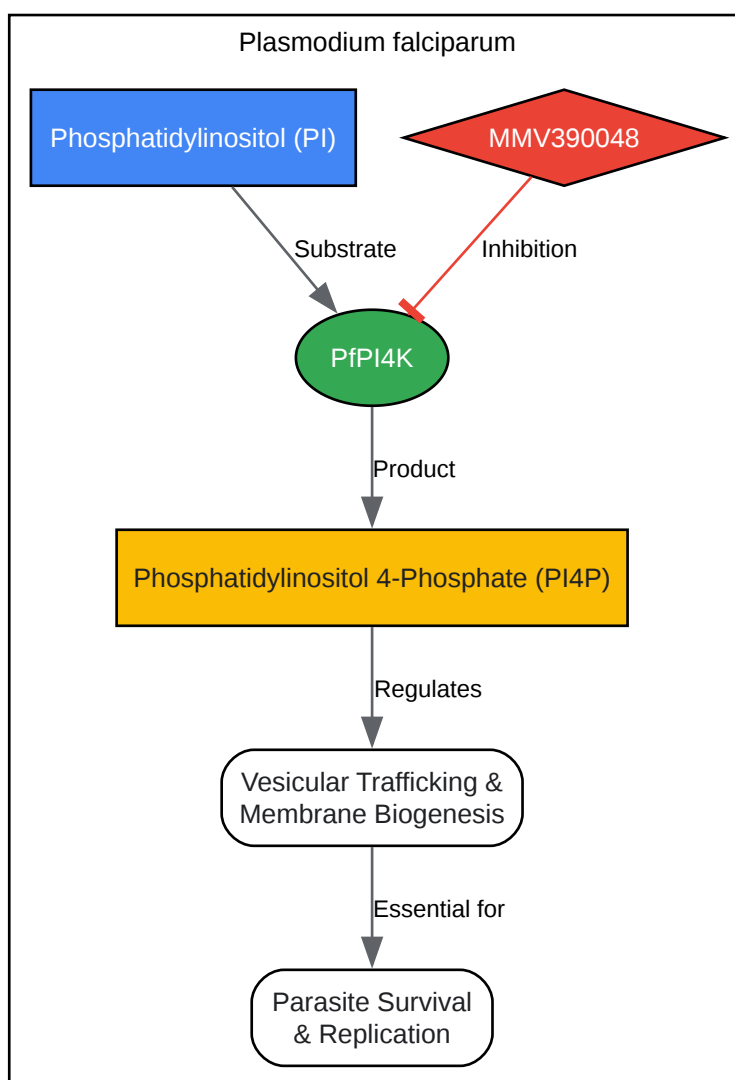 Plasmodium falciparum
Phosphatidylinositol (PI)
MMV390048
Substrate
Inhibition
PfPI4K
Product
Phosphatidylinositol 4-Phosphate (PI4P)
Regulates
Vesicular Trafficking &
Membrane Biogenesis
Essential for
Parasite Survival
& Replication